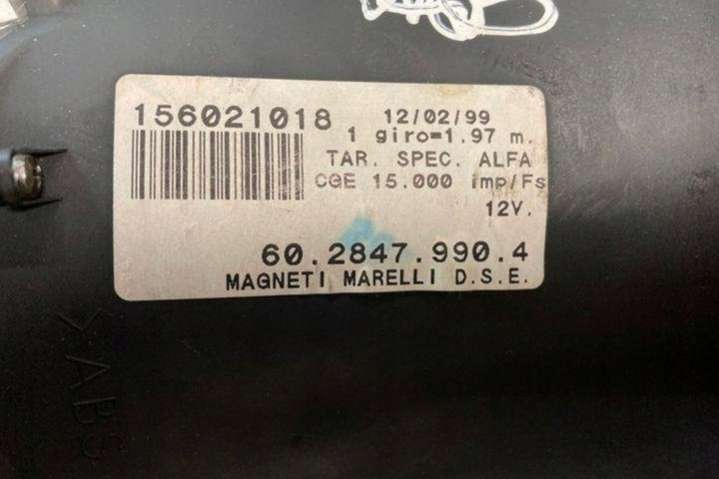 156021018
12/02/99
1 giro=1.97 m.
TAR. SPEC. ALFA
CGE 15.000 imp/Fs
12V.
60.2847.990.4
MAGNETI MARELLI D.S.E.
>ABS